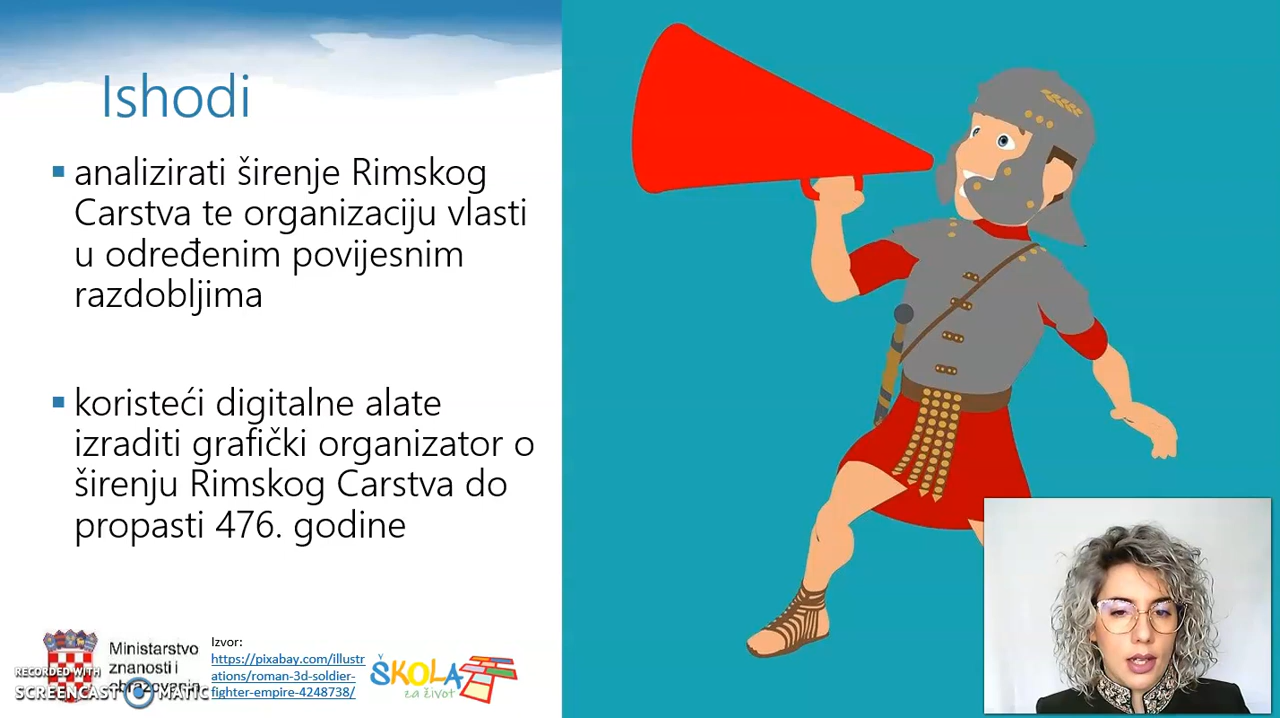 Ishodi
analizirati širenje Rimskog
Carstva te organizaciju vlasti
u određenim povijesnim
razdobljima
koristeći digitalne alate
izraditi grafički organizator o
širenju Rimskog Carstva do
propasti 476. godine
Ministarstvo
znanosti i
obrazovanja
Izvor:
https://pixabay.com/illustr
ations/roman-3d-soldier-
fighter-empire-4248738/
ŠKOLA
za život
RECORDED WITH
SCREENCAST MATIC